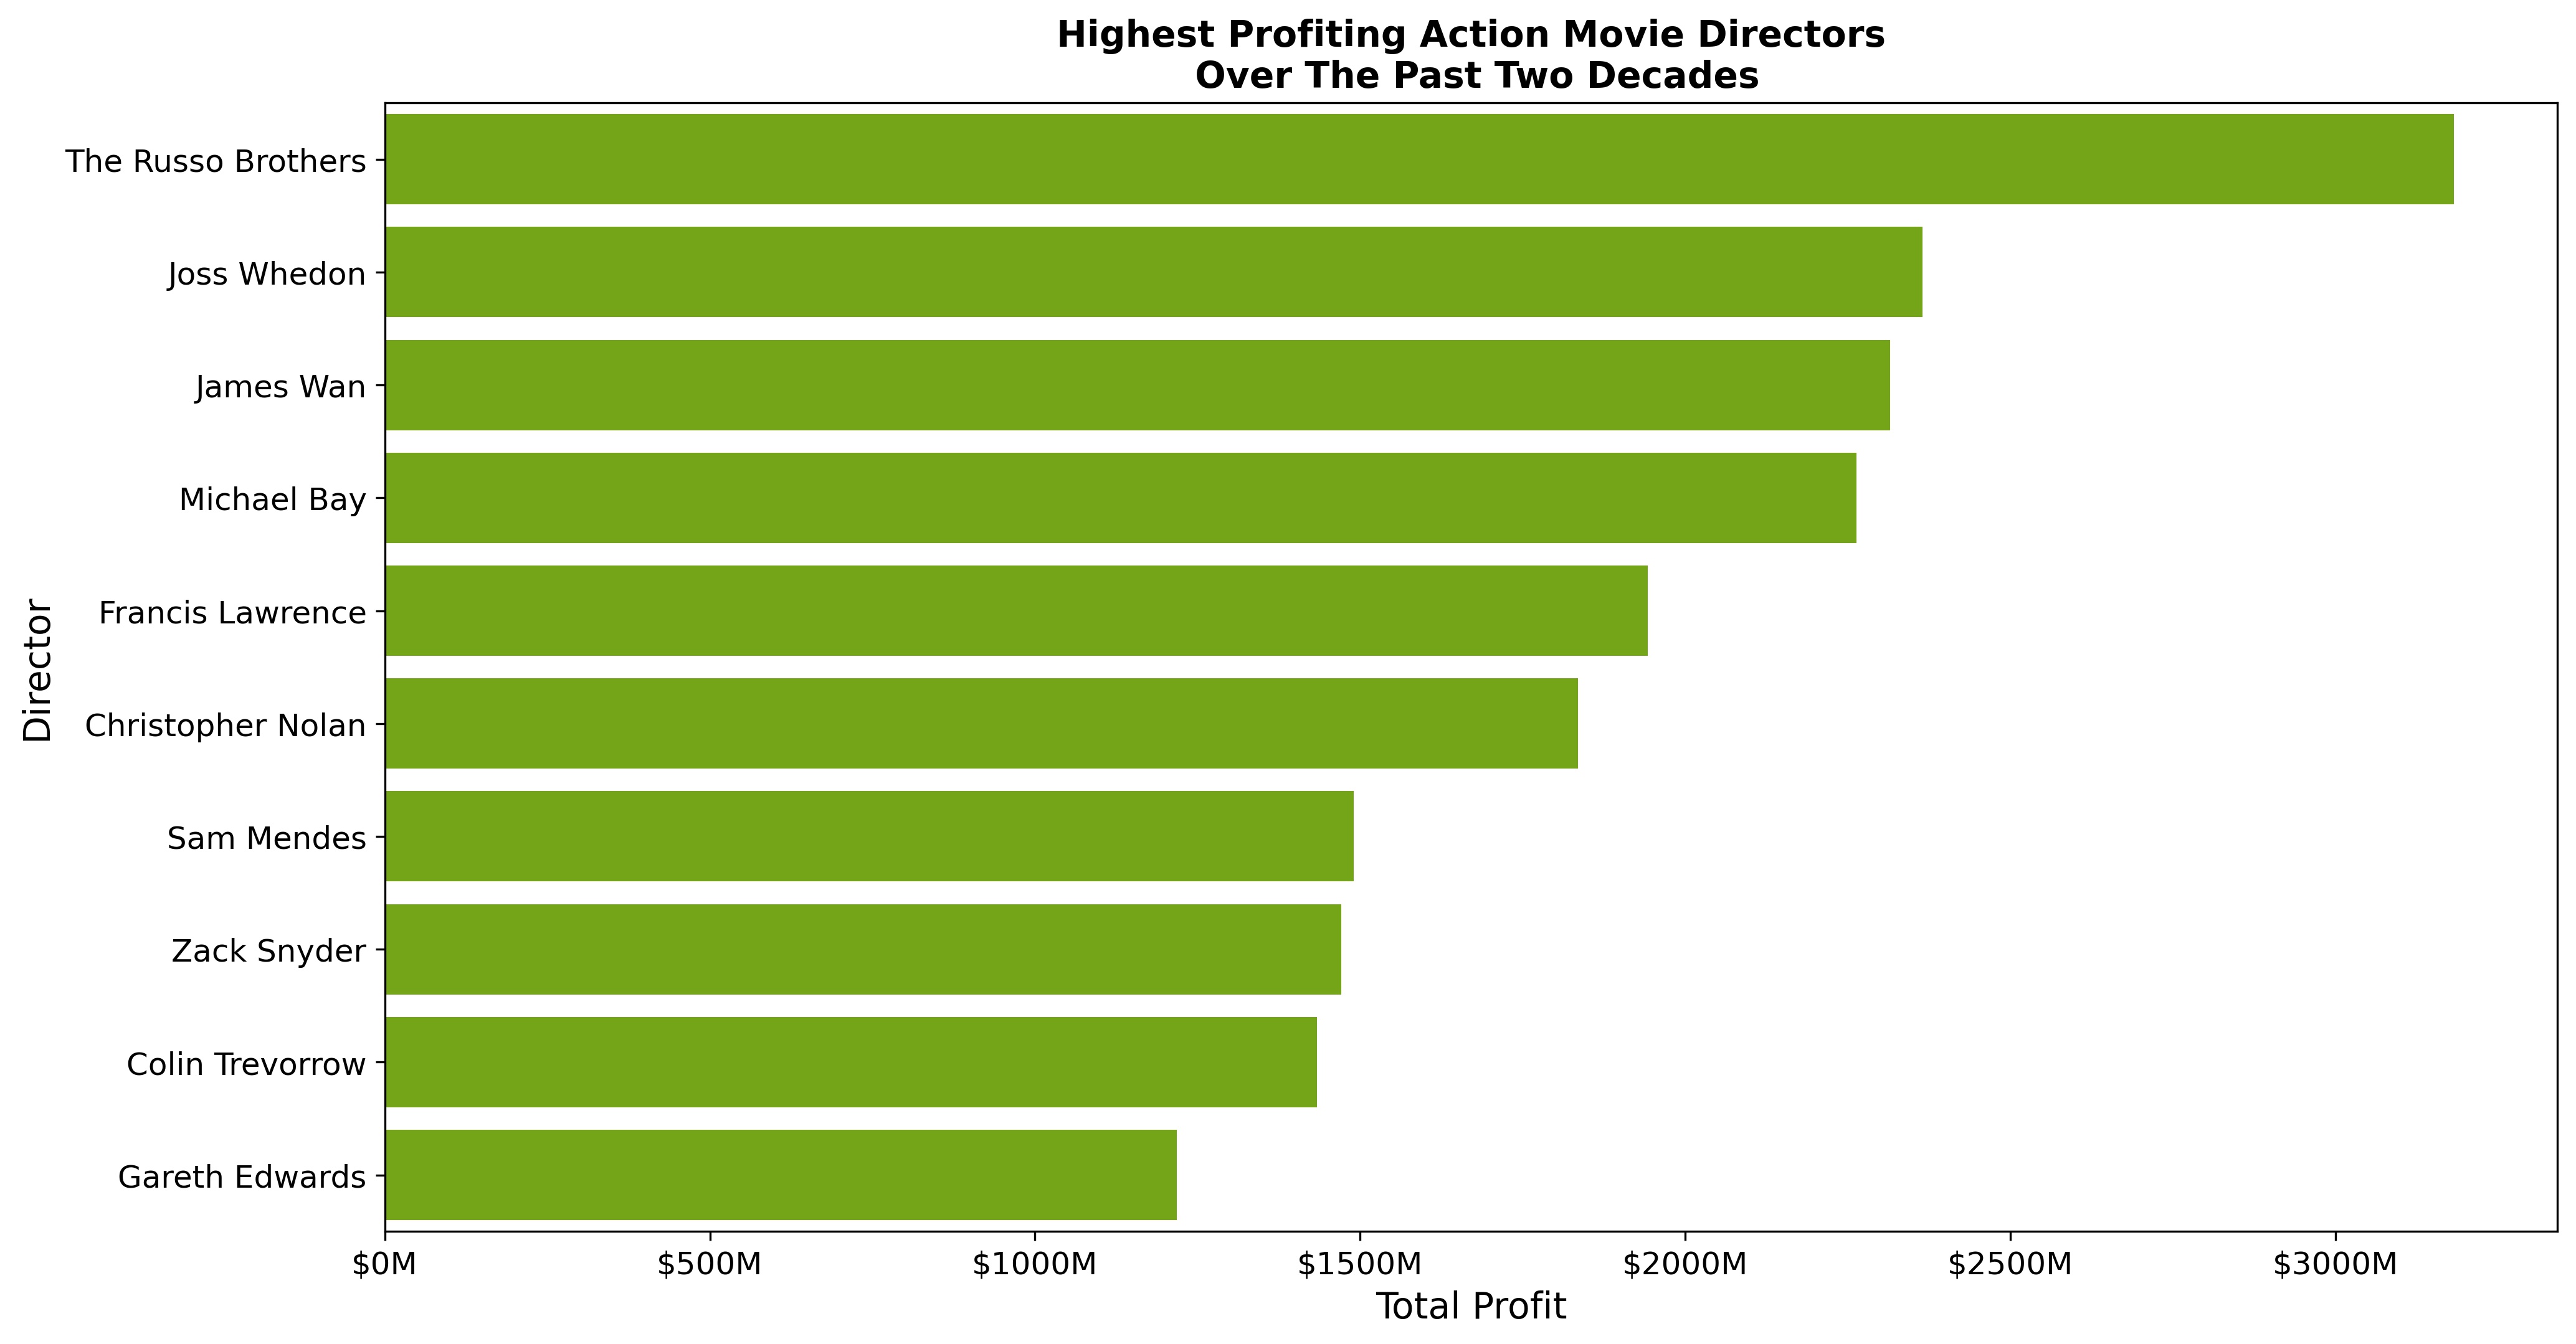 Highest Profiting Action Movie Directors
Over The Past Two Decades
Director
The Russo Brothers
Joss Whedon
James Wan
Michael Bay
Francis Lawrence
Christopher Nolan
Sam Mendes
Zack Snyder
Colin Trevorrow
Gareth Edwards
$0M $500M $1000M $1500M $2000M $2500M $3000M
Total Profit